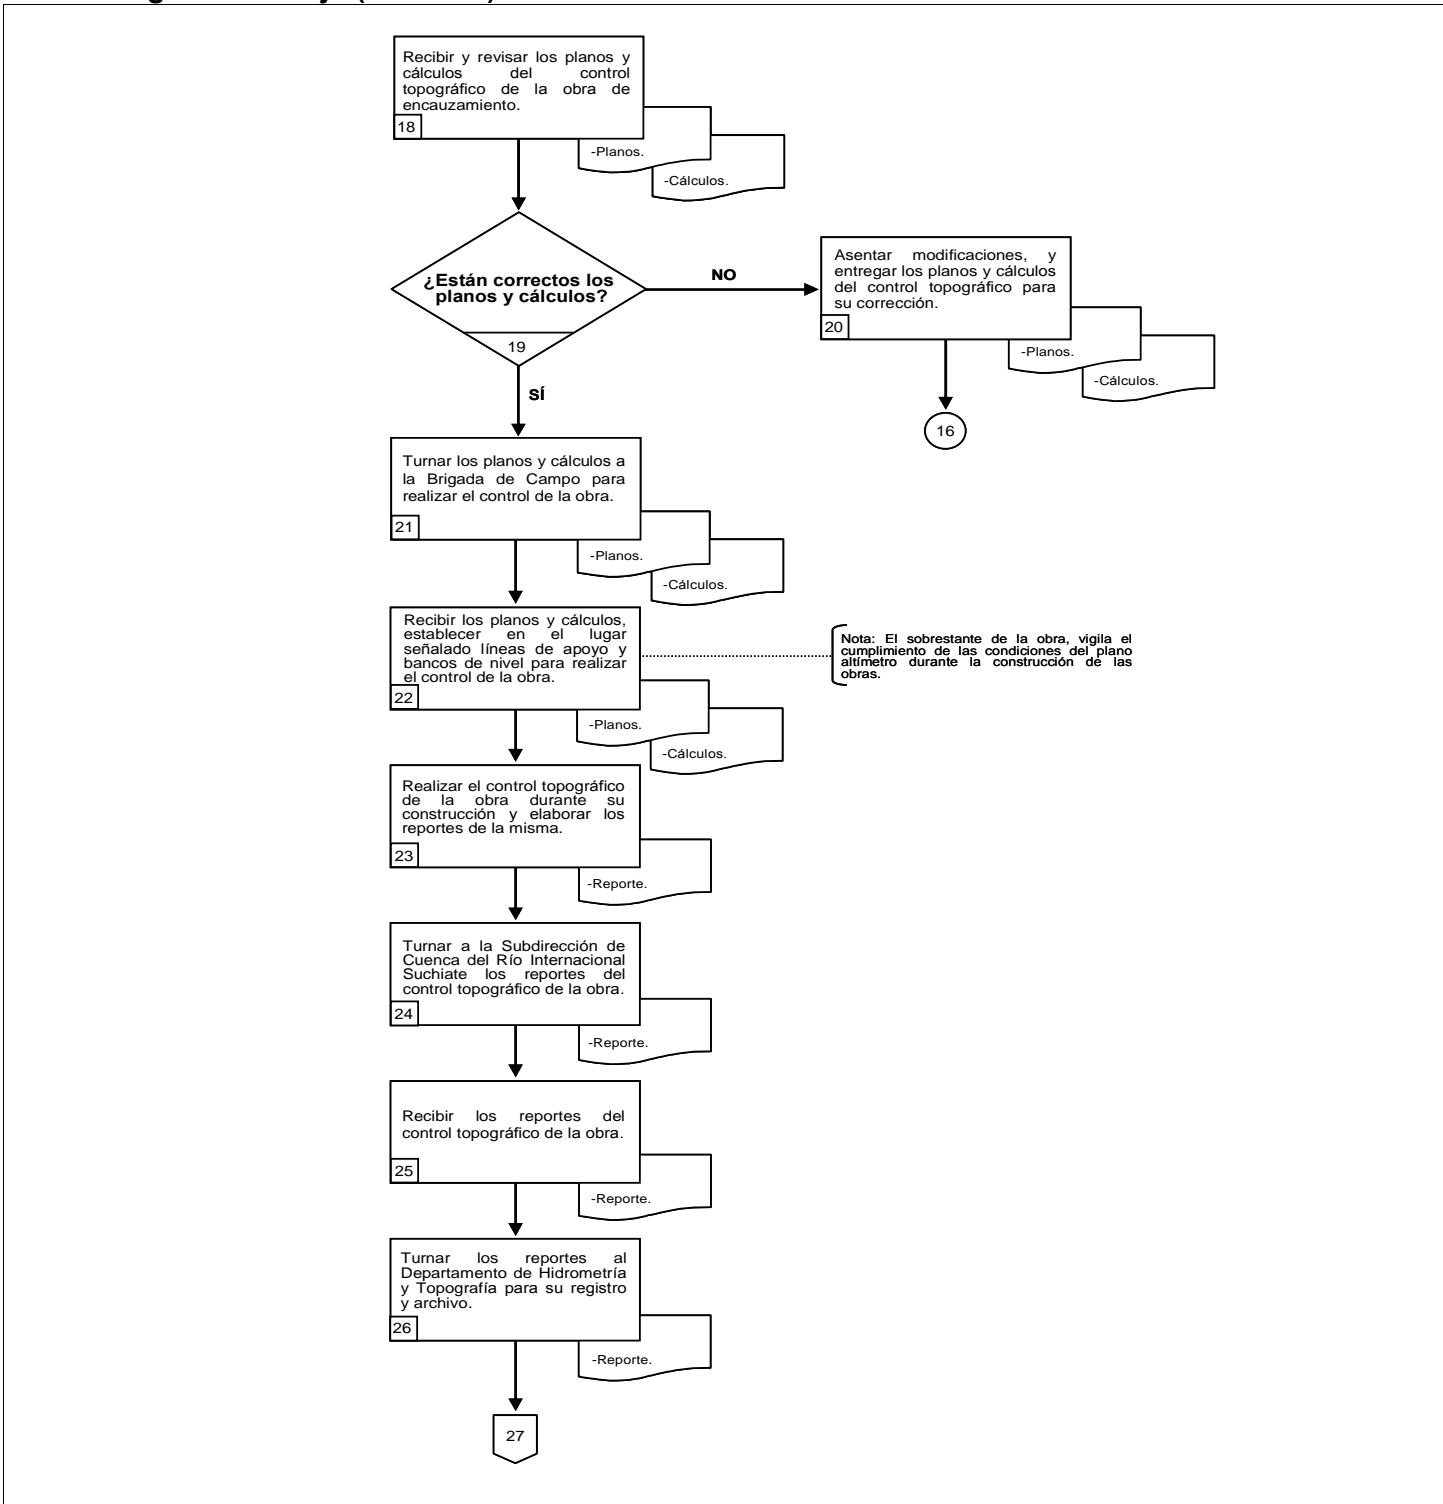 Recibir y revisar los planos y
cálculos del control
topográfico de la obra de
encauzamiento.
18
-Planos.
-Cálculos.
¿Están correctos los
planos y cálculos?
19
NO
Asentar modificaciones, y
entregar los planos y cálculos
del control topográfico para
su corrección.
20
-Planos.
-Cálculos.
16
SÍ
Turnar los planos y cálculos a
la Brigada de Campo para
realizar el control de la obra.
21
-Planos.
-Cálculos.
Recibir los planos y cálculos,
establecer en el lugar
señalado líneas de apoyo y
bancos de nivel para realizar
el control de la obra.
22
-Planos.
-Cálculos.
Nota: El sobrestante de la obra, vigila el
cumplimiento de las condiciones del plano
altímetro durante la construcción de las
obras.
Realizar el control topográfico
de la obra durante su
construcción y elaborar los
reportes de la misma.
23
-Reporte.
Turnar a la Subdirección de
Cuenca del Río Internacional
Suchiate los reportes del
control topográfico de la obra.
24
-Reporte.
Recibir los reportes del
control topográfico de la obra.
25
-Reporte.
Turnar los reportes al
Departamento de Hidrometría
y Topografía para su registro
y archivo.
26
-Reporte.
27